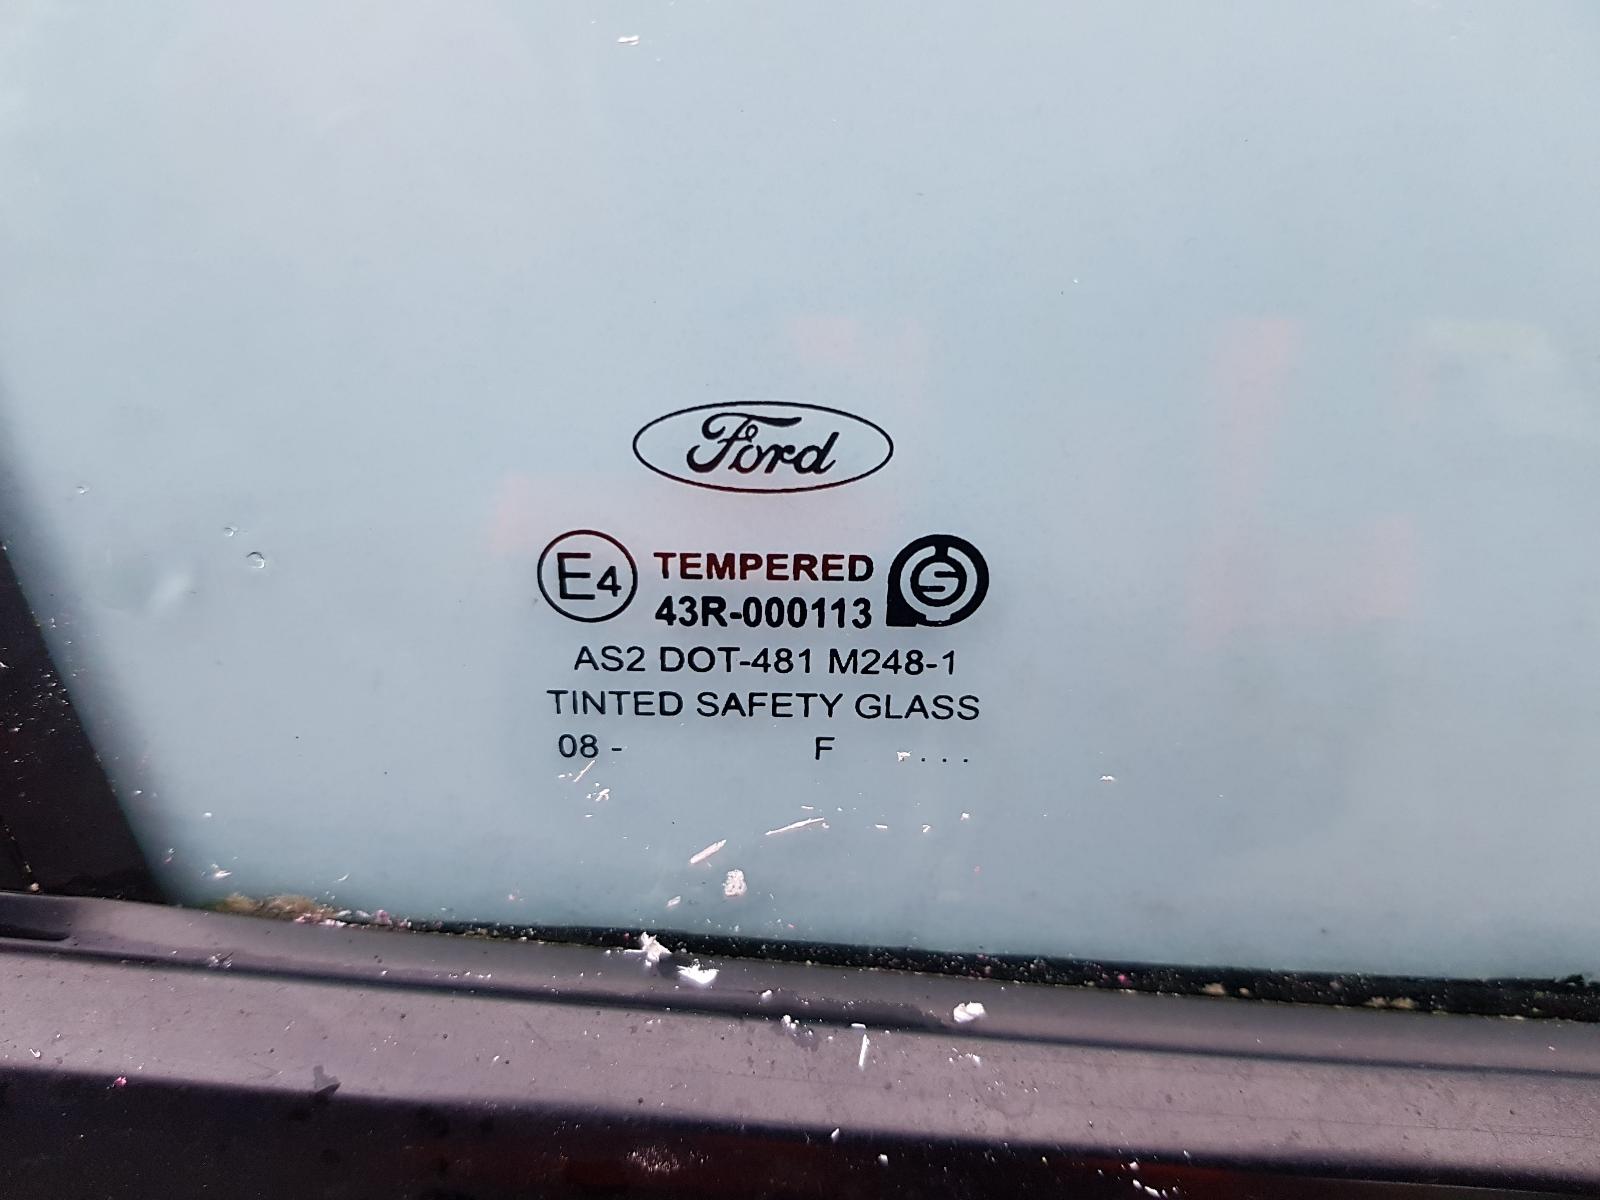 Ford
E4
TEMPERED
43R-000113
AS2 DOT-481 M248-1
TINTED SAFETY GLASS
08 - F . . . .